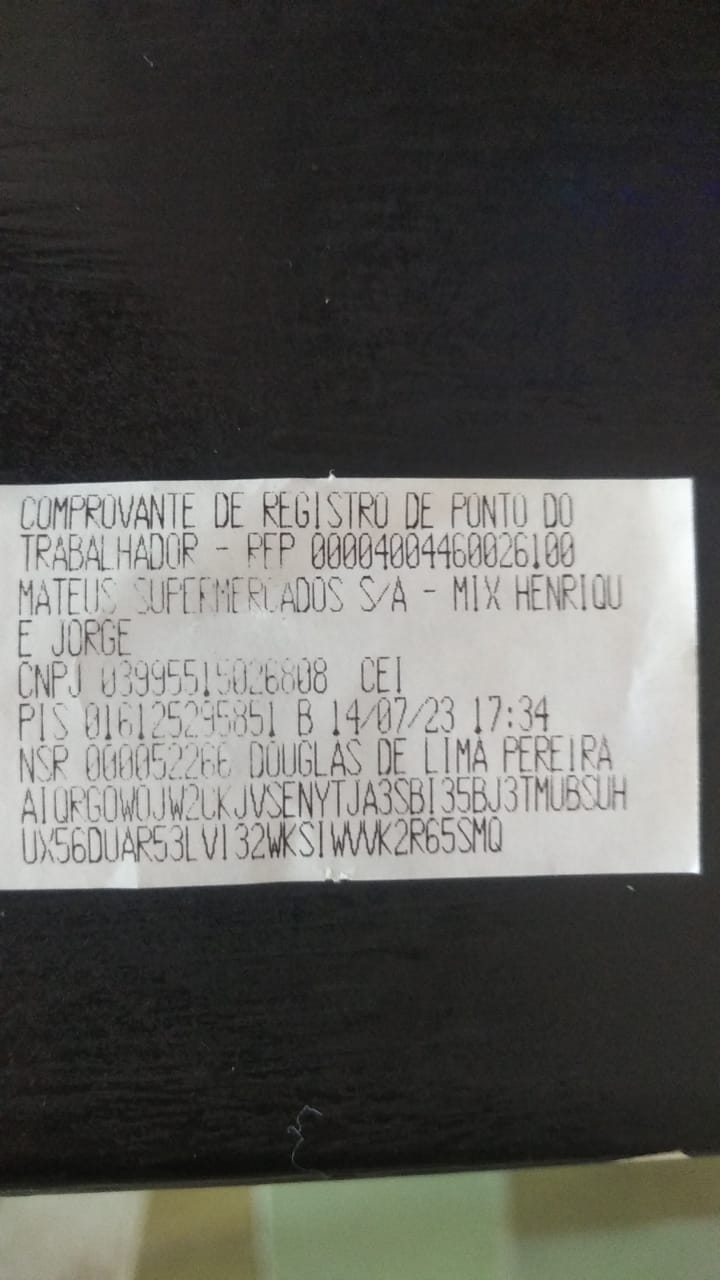 COMPROVANTE DE REGISTRO DE PONTO DO
TRABALHADOR - REP 00004004460026100
MATEUS SUPERMERCADOS S/A - MIX HENRIQU
E JORGE
CNPJ 03995515026808 CEI
PIS 016125295851 B 14/07/23 17:34
NSR 000052266 DOUGLAS DE LIMA PEREIRA
UX56DUAR53LVI32WKSIWVVK2R65SMQ